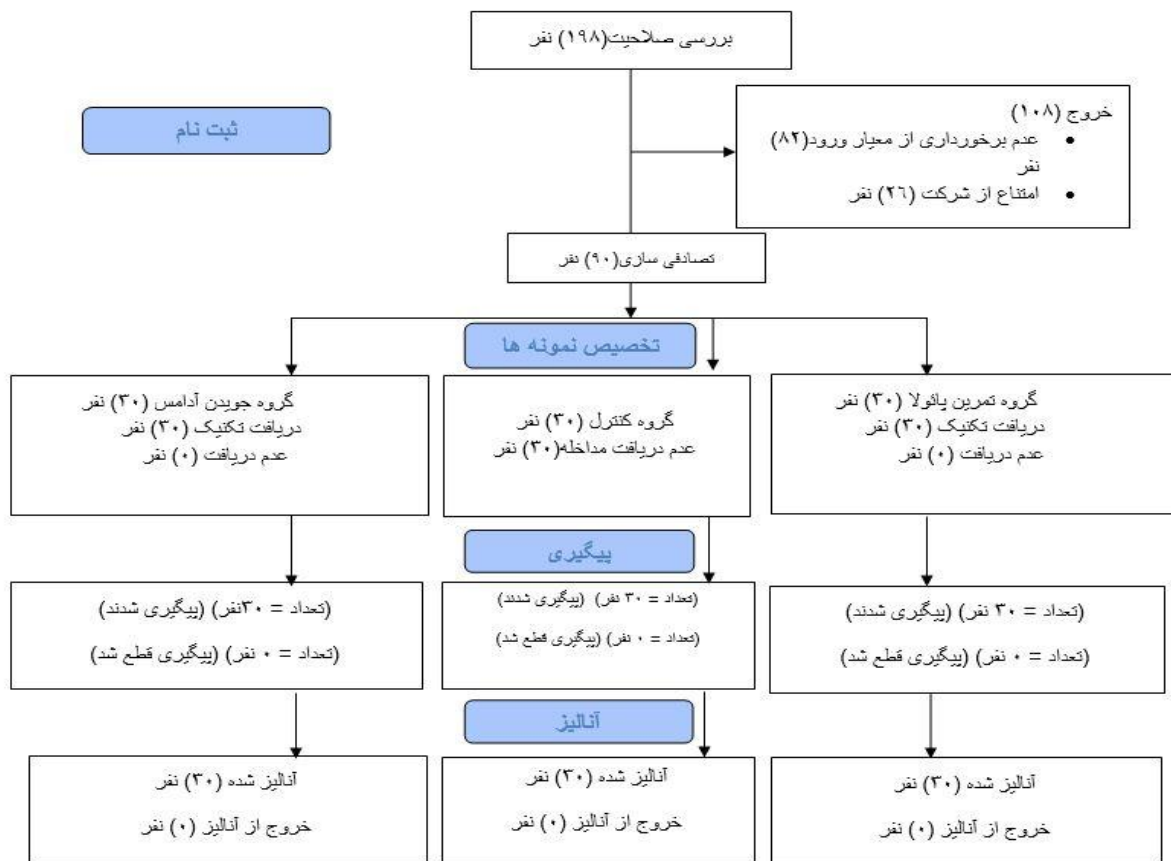 بررسی صلاحیت(۱۹۸) نفر
ثبت نام
خروج (۱۰۸)
• عدم برخورداری از معیار ورود(۸۲)
نفر
• امتناع از شرکت (۲٦) نفر
تصادفی سازی(۹۰) نفر
تخصیص نمونه ها
گروه تمرین پائولا (۳۰) نفر
دریافت تکنیک (۳۰) نفر
عدم دریافت (۰) نفر
گروه کنترل (۳۰) نفر
عدم دریافت مداخله(۳۰) نفر
گروه جویدن آدامس (۳۰) نفر
دریافت تکنیک (۳۰) نفر
عدم دریافت (۰) نفر
پیگیری
(تعداد = ۳۰ نفر) (پیگیری شدند)
(تعداد = ۰ نفر) (پیگیری قطع شد)
(تعداد = ۳۰ نفر) (پیگیری شدند)
(تعداد = ۰ نفر) (پیگیری قطع شد)
(تعداد = ۳۰نفر) (پیگیری شدند)
(تعداد = ۰ نفر) (پیگیری قطع شد)
آنالیز
آنالیز شده (۳۰) نفر
خروج از آنالیز (۰) نفر
آنالیز شده (۳۰) نفر
خروج از آنالیز (۰) نفر
آنالیز شده (۳۰) نفر
خروج از آنالیز (۰) نفر